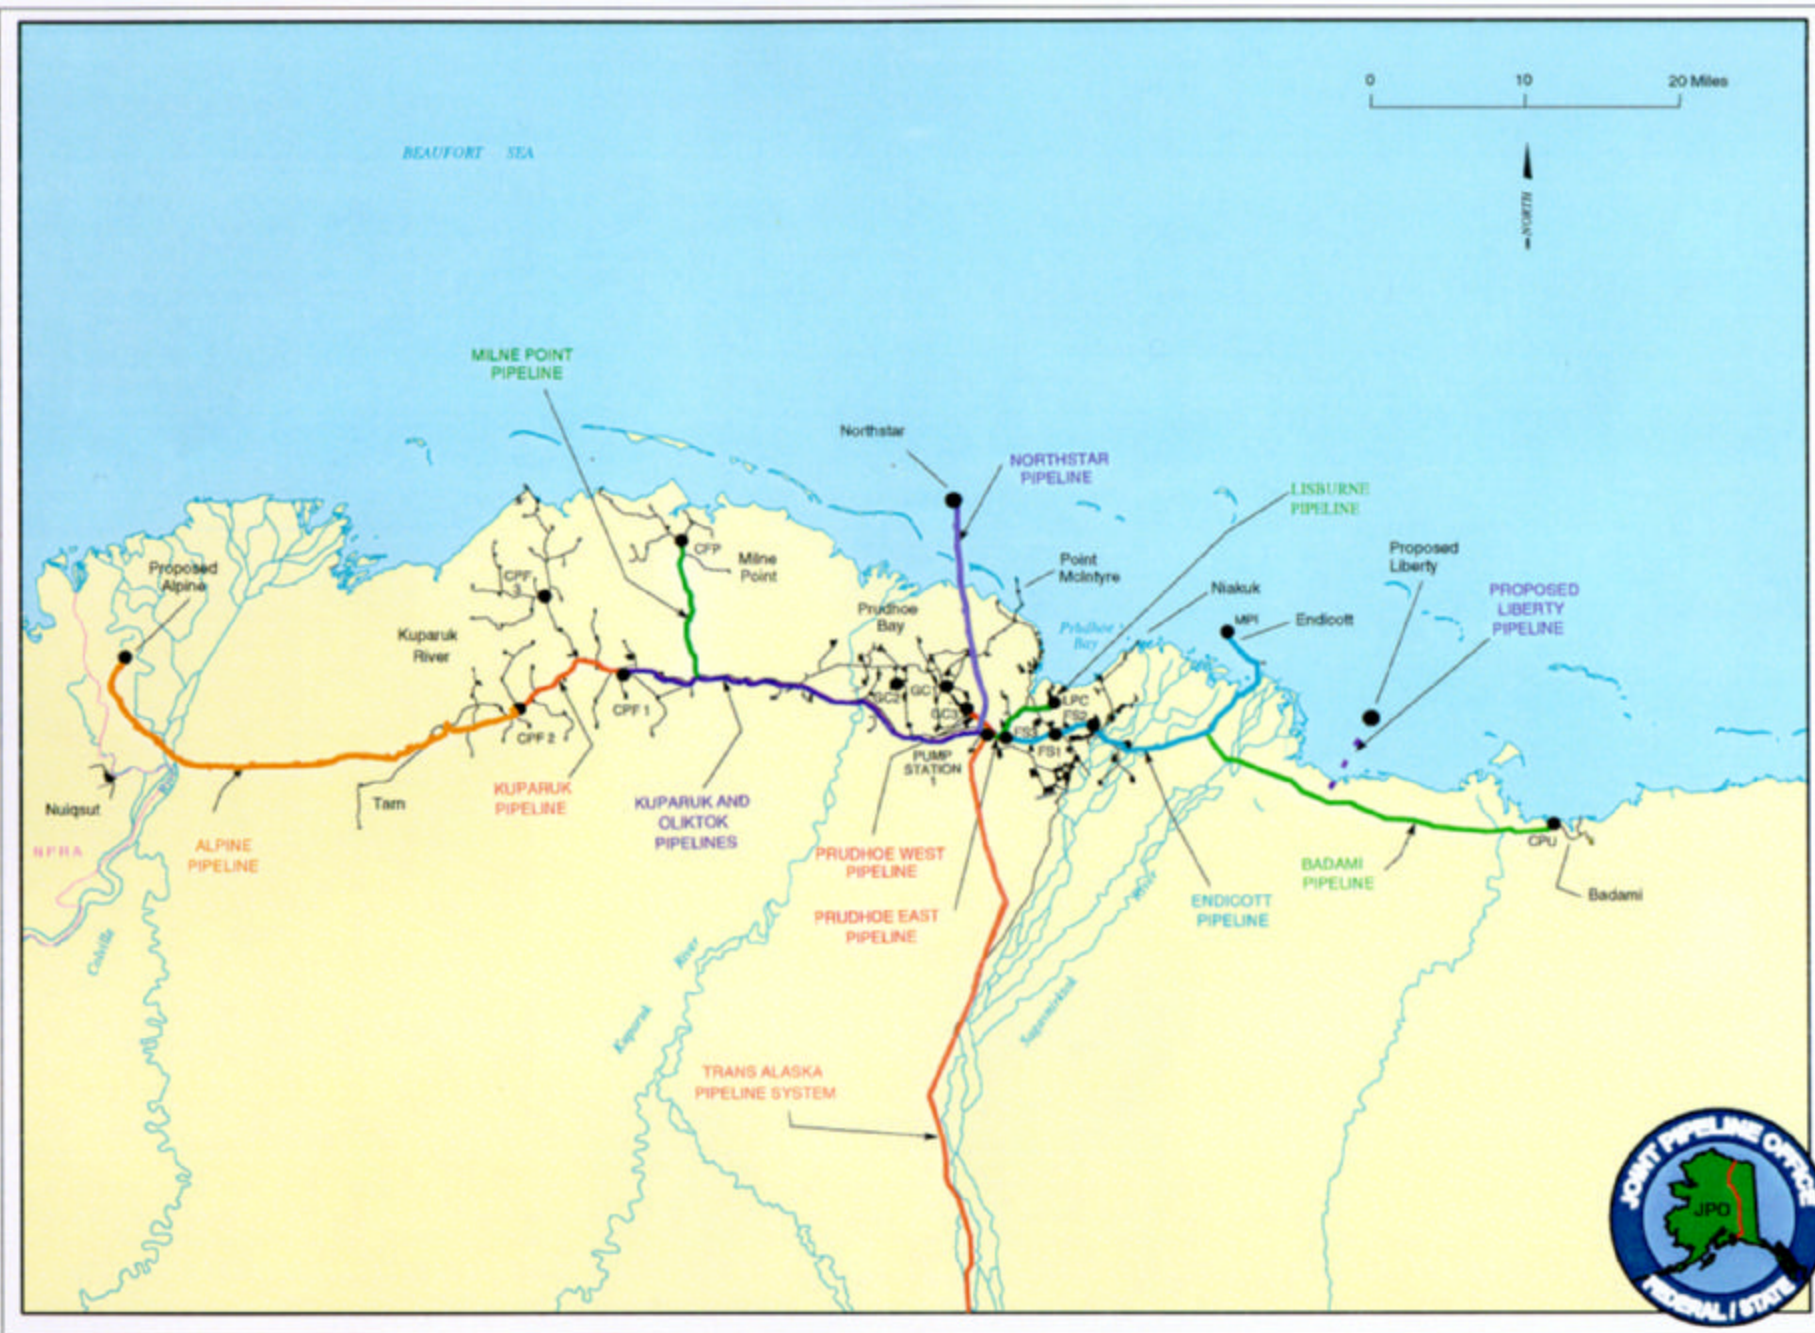 0 10 20 Miles
NORTH
BEAUFORT SEA
MILNE POINT
PIPELINE
Northstar
NORTHSTAR
PIPELINE
LISBURNE
PIPELINE
Proposed
Alpine
CPF
3
CFP
Milne
Point
Point
McIntyre
Proposed
Liberty
PROPOSED
LIBERTY
PIPELINE
Niakuk
Prudhoe
Bay
Prudhoe
Bay
MPI
Endicott
Kuparuk
River
GC2
GC1
GC3
LPC
FS2
FS3
FS1
CPF 1
CPF 2
PUMP
STATION
1
Nuiqsut
Tarn
KUPARUK
PIPELINE
KUPARUK AND
OLIKTOK
PIPELINES
NPRA
ALPINE
PIPELINE
PRUDHOE WEST
PIPELINE
PRUDHOE EAST
PIPELINE
ENDICOTT
PIPELINE
BADAMI
PIPELINE
CPU
Badami
River
Colville
River
Kuparuk
River
Sagavanirktok
TRANS ALASKA
PIPELINE SYSTEM
JOINT PIPELINE OFFICE
JPO
FEDERAL / STATE